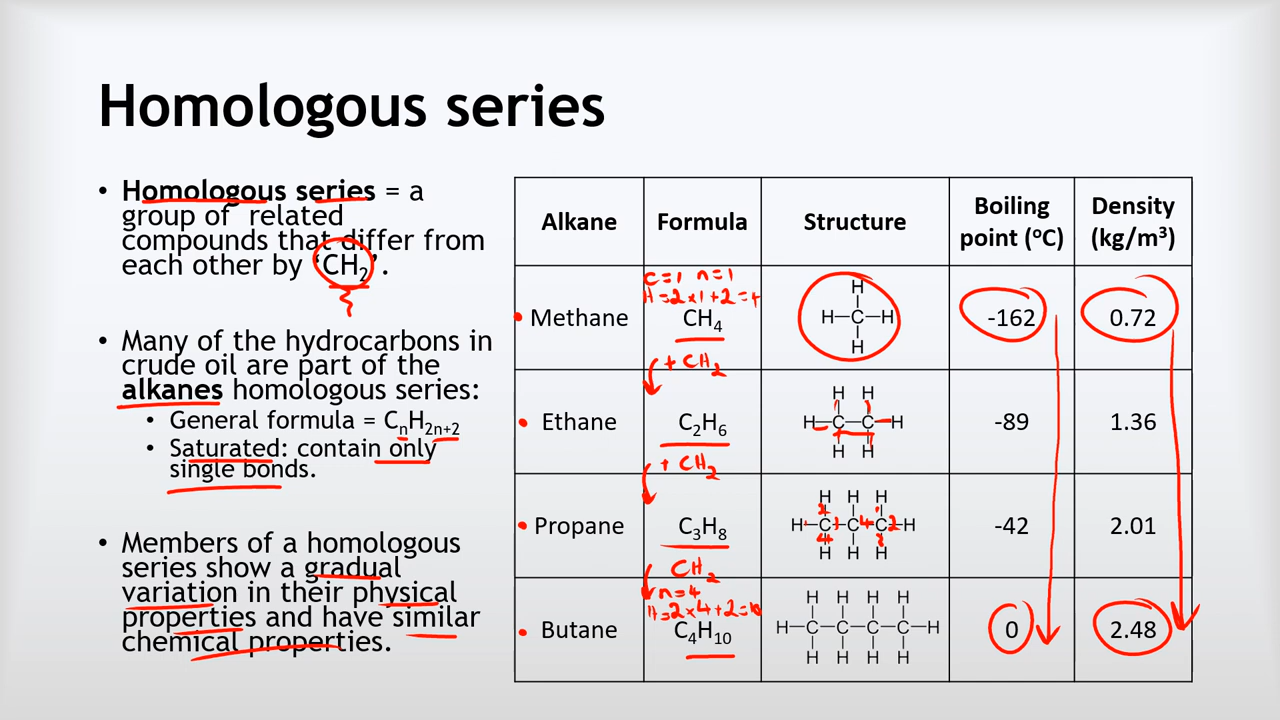 Homologous series
• Homologous series = a
group of related
compounds that differ from
each other by ‘CH₂’.
• Many of the hydrocarbons in
crude oil are part of the
alkanes homologous series:
• General formula = CₙH₂ₙ₊₂
• Saturated: contain only
single bonds.
• Members of a homologous
series show a gradual
variation in their physical
properties and have similar
chemical properties.
Alkane Formula Structure Boiling point (ºC) Density (kg/m³)
C=1 n=1
H=2×1+2=4
Methane CH₄ -162 0.72
H
H–C–H
H
+ CH₂
Ethane C₂H₆ -89 1.36
H H
H–C–C–H
H H
+ CH₂
Propane C₃H₈ -42 2.01
H H H
H–C–C–C–H
H H H
CH₂
n=4
H=2×4+2=10
Butane C₄H₁₀ 0 2.48
H H H H
H–C–C–C–C–H
H H H H